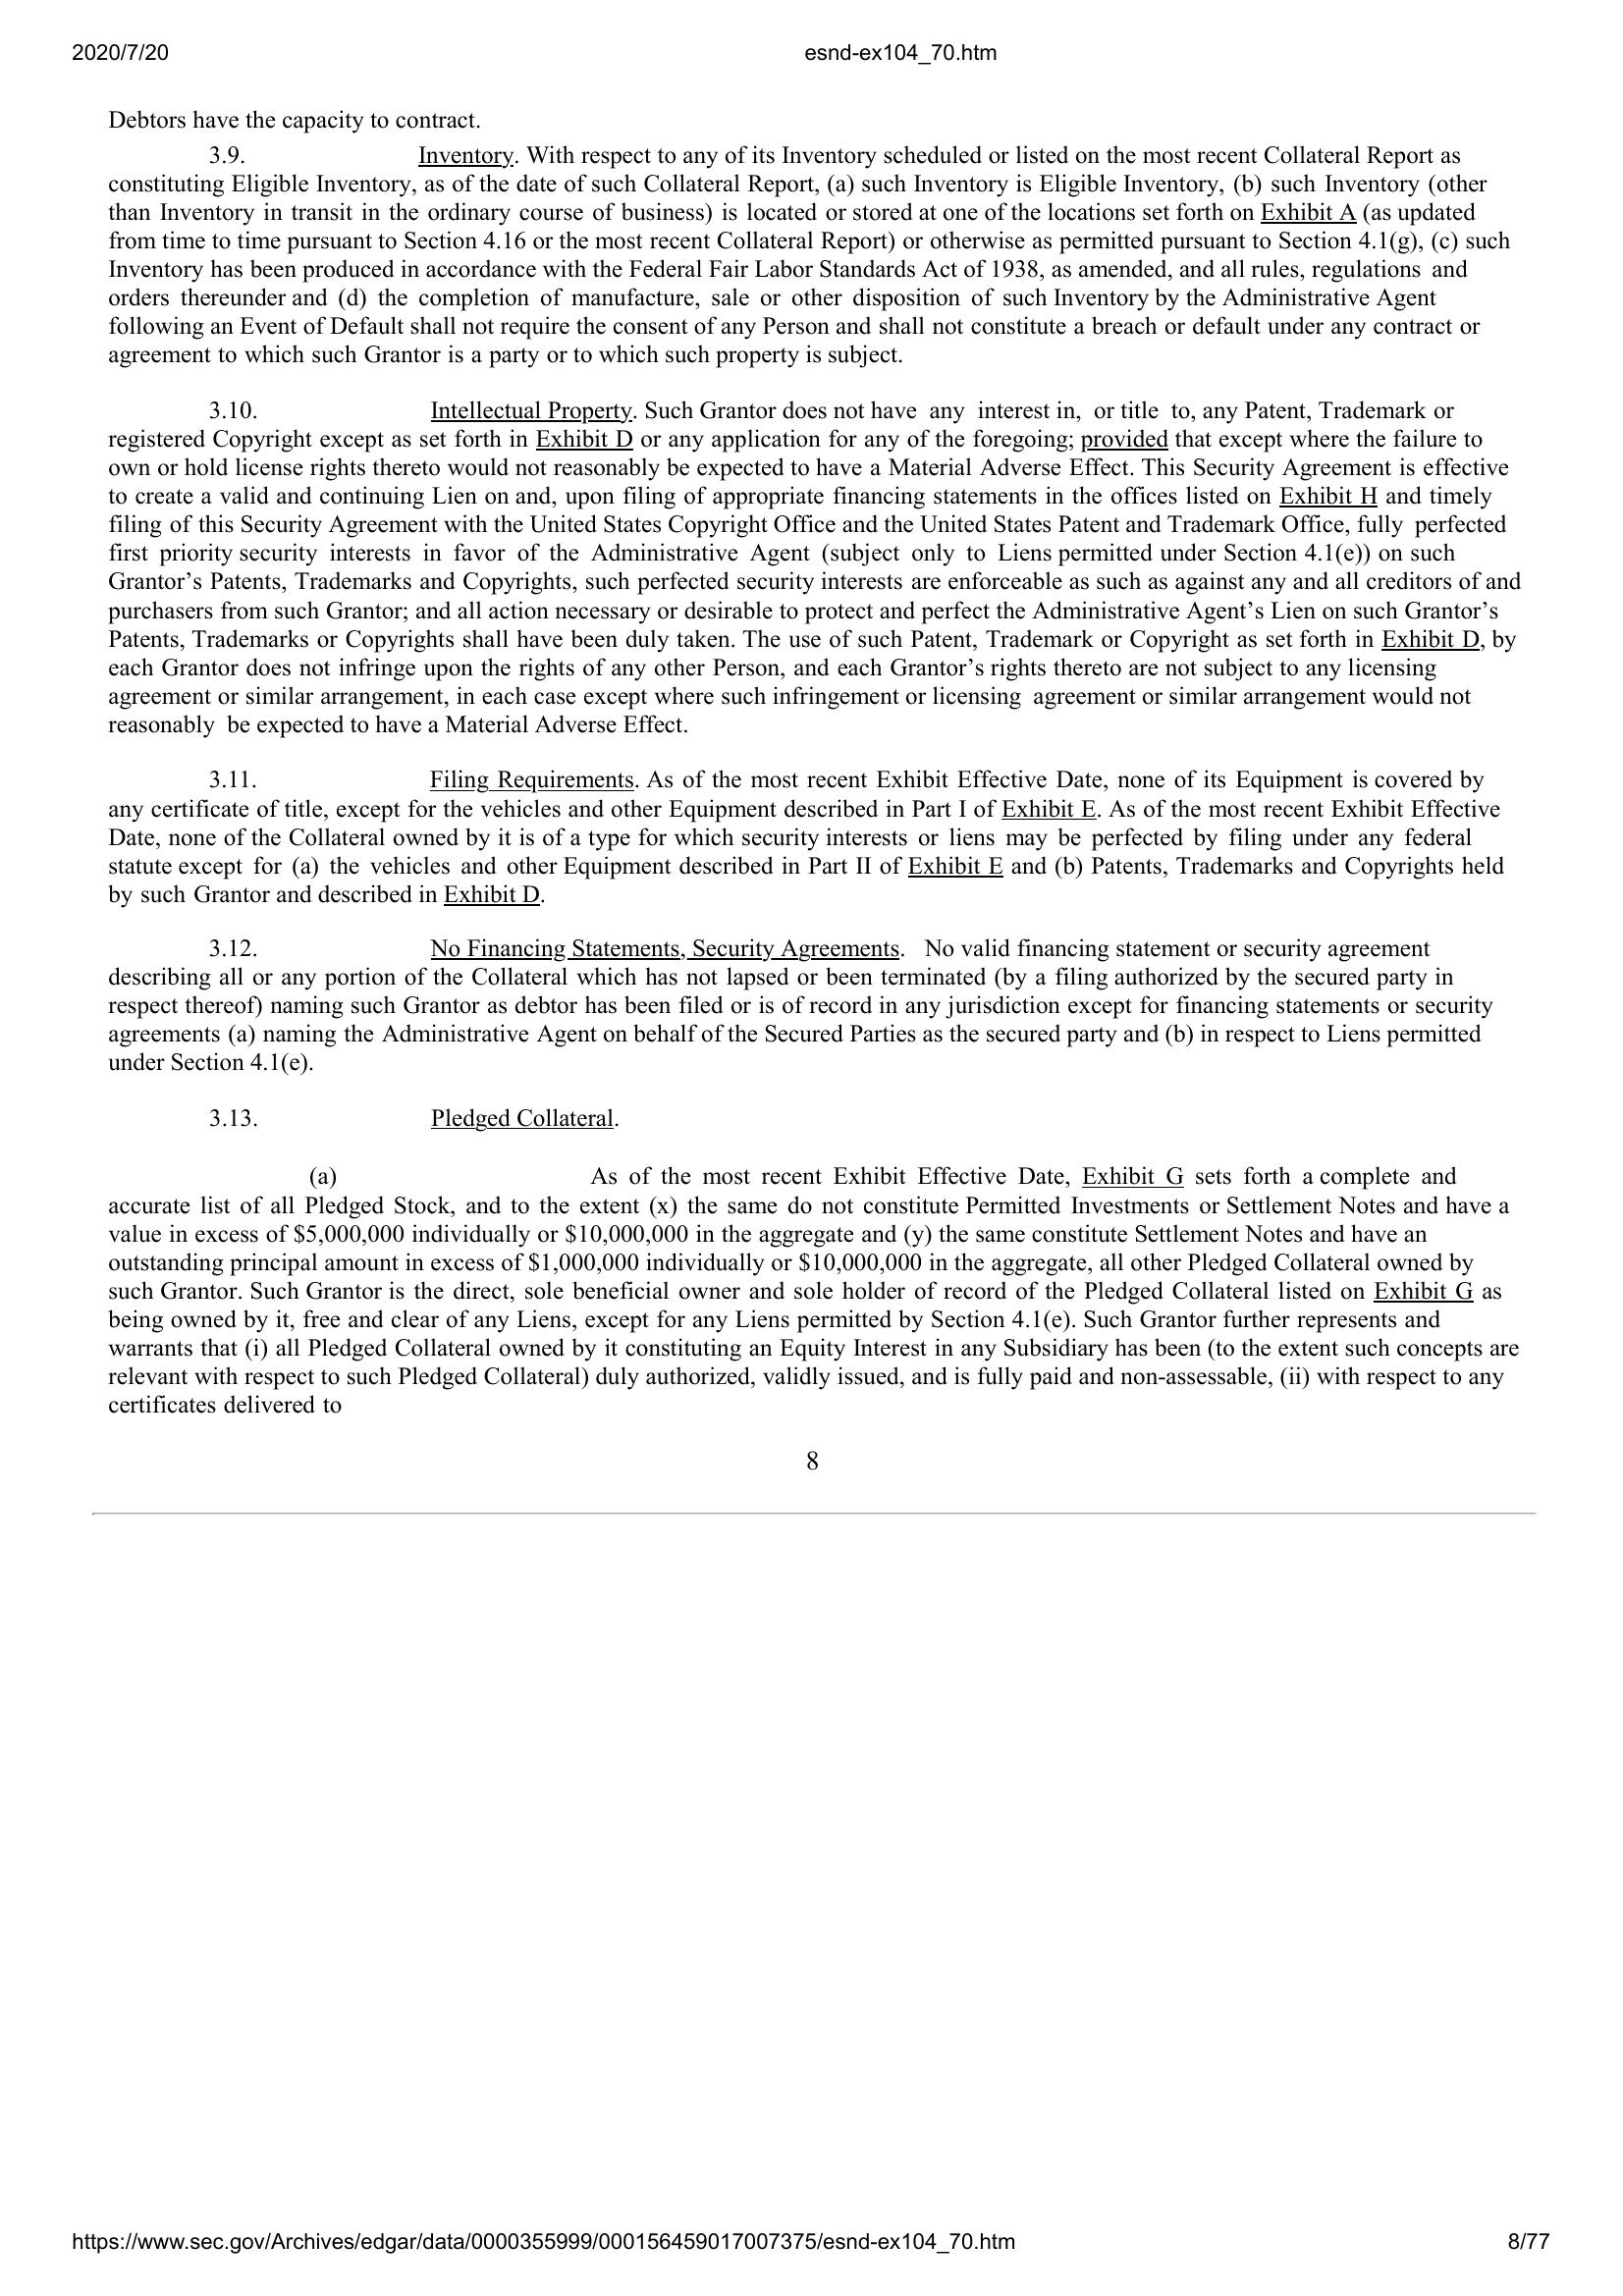 2020/7/20 esnd-ex104_70.htm
Debtors have the capacity to contract.
3.9. Inventory. With respect to any of its Inventory scheduled or listed on the most recent Collateral Report as
constituting Eligible Inventory, as of the date of such Collateral Report, (a) such Inventory is Eligible Inventory, (b) such Inventory (other
than Inventory in transit in the ordinary course of business) is located or stored at one of the locations set forth on Exhibit A (as updated
from time to time pursuant to Section 4.16 or the most recent Collateral Report) or otherwise as permitted pursuant to Section 4.1(g), (c) such
Inventory has been produced in accordance with the Federal Fair Labor Standards Act of 1938, as amended, and all rules, regulations and
orders thereunder and (d) the completion of manufacture, sale or other disposition of such Inventory by the Administrative Agent
following an Event of Default shall not require the consent of any Person and shall not constitute a breach or default under any contract or
agreement to which such Grantor is a party or to which such property is subject.
3.10. Intellectual Property. Such Grantor does not have any interest in, or title to, any Patent, Trademark or
registered Copyright except as set forth in Exhibit D or any application for any of the foregoing; provided that except where the failure to
own or hold license rights thereto would not reasonably be expected to have a Material Adverse Effect. This Security Agreement is effective
to create a valid and continuing Lien on and, upon filing of appropriate financing statements in the offices listed on Exhibit H and timely
filing of this Security Agreement with the United States Copyright Office and the United States Patent and Trademark Office, fully perfected
first priority security interests in favor of the Administrative Agent (subject only to Liens permitted under Section 4.1(e)) on such
Grantor’s Patents, Trademarks and Copyrights, such perfected security interests are enforceable as such as against any and all creditors of and
purchasers from such Grantor; and all action necessary or desirable to protect and perfect the Administrative Agent’s Lien on such Grantor’s
Patents, Trademarks or Copyrights shall have been duly taken. The use of such Patent, Trademark or Copyright as set forth in Exhibit D, by
each Grantor does not infringe upon the rights of any other Person, and each Grantor’s rights thereto are not subject to any licensing
agreement or similar arrangement, in each case except where such infringement or licensing agreement or similar arrangement would not
reasonably be expected to have a Material Adverse Effect.
3.11. Filing Requirements. As of the most recent Exhibit Effective Date, none of its Equipment is covered by
any certificate of title, except for the vehicles and other Equipment described in Part I of Exhibit E. As of the most recent Exhibit Effective
Date, none of the Collateral owned by it is of a type for which security interests or liens may be perfected by filing under any federal
statute except for (a) the vehicles and other Equipment described in Part II of Exhibit E and (b) Patents, Trademarks and Copyrights held
by such Grantor and described in Exhibit D.
3.12. No Financing Statements, Security Agreements. No valid financing statement or security agreement
describing all or any portion of the Collateral which has not lapsed or been terminated (by a filing authorized by the secured party in
respect thereof) naming such Grantor as debtor has been filed or is of record in any jurisdiction except for financing statements or security
agreements (a) naming the Administrative Agent on behalf of the Secured Parties as the secured party and (b) in respect to Liens permitted
under Section 4.1(e).
3.13. Pledged Collateral.
(a) As of the most recent Exhibit Effective Date, Exhibit G sets forth a complete and
accurate list of all Pledged Stock, and to the extent (x) the same do not constitute Permitted Investments or Settlement Notes and have a
value in excess of $5,000,000 individually or $10,000,000 in the aggregate and (y) the same constitute Settlement Notes and have an
outstanding principal amount in excess of $1,000,000 individually or $10,000,000 in the aggregate, all other Pledged Collateral owned by
such Grantor. Such Grantor is the direct, sole beneficial owner and sole holder of record of the Pledged Collateral listed on Exhibit G as
being owned by it, free and clear of any Liens, except for any Liens permitted by Section 4.1(e). Such Grantor further represents and
warrants that (i) all Pledged Collateral owned by it constituting an Equity Interest in any Subsidiary has been (to the extent such concepts are
relevant with respect to such Pledged Collateral) duly authorized, validly issued, and is fully paid and non-assessable, (ii) with respect to any
certificates delivered to
8
https://www.sec.gov/Archives/edgar/data/0000355999/000156459017007375/esnd-ex104_70.htm 8/77